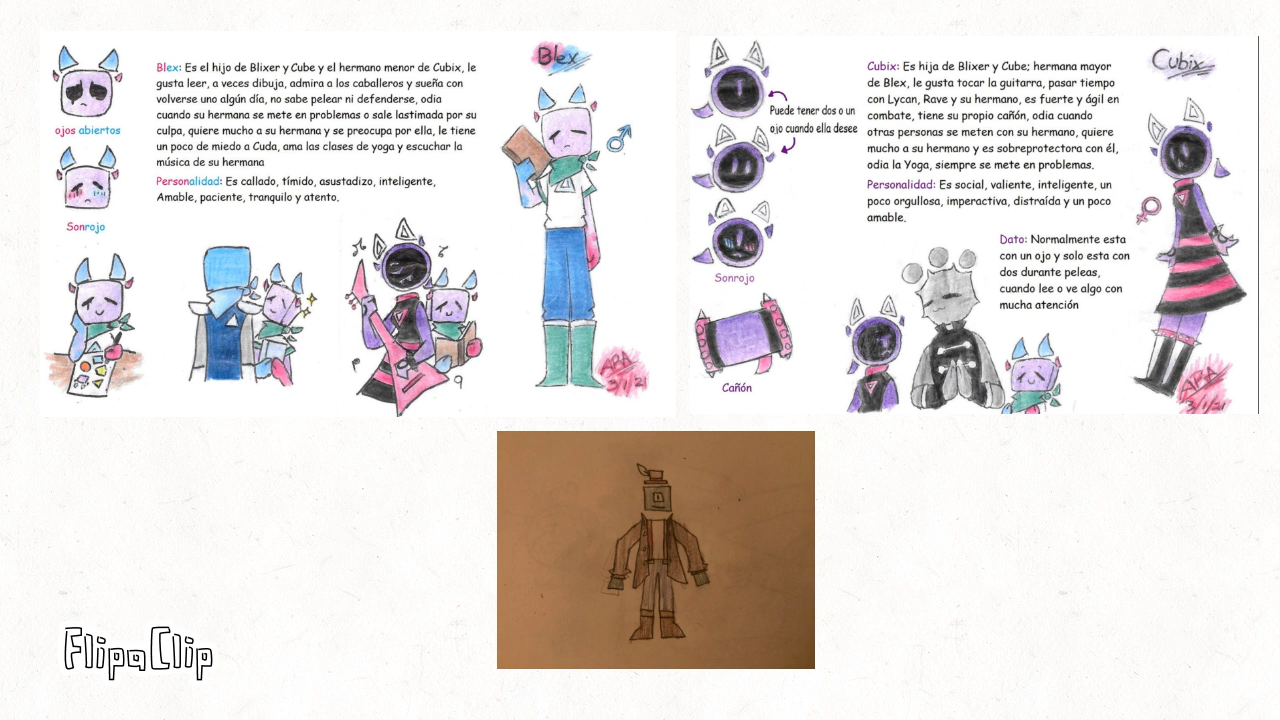 Blex
Blex: Es el hijo de Blixer y Cube y el hermano menor de Cubix, le
gusta leer, a veces dibuja, admira a los caballeros y sueña con
volverse uno algún día, no sabe pelear ni defenderse, odia
cuando su hermana se mete en problemas o sale lastimada por su
culpa, quiere mucho a su hermana y se preocupa por ella, le tiene
un poco de miedo a Cuda, ama las clases de yoga y escuchar la
música de su hermana
Personalidad: Es callado, tímido, asustadizo, inteligente,
Amable, paciente, tranquilo y atento.
ojos abiertos
Sonrojo
ARA
3/1/21
Cubix
Cubix: Es hija de Blixer y Cube; hermana mayor
de Blex, le gusta tocar la guitarra, pasar tiempo
con Lycan, Rave y su hermano, es fuerte y ágil en
combate, tiene su propio cañón, odia cuando
otras personas se meten con su hermano, quiere
mucho a su hermano y es sobreprotectora con él,
odia la Yoga, siempre se mete en problemas.
Personalidad: Es social, valiente, inteligente, un
poco orgullosa, imperactiva, distraída y un poco
amable.
Puede tener dos o un
ojo cuando ella desee
Sonrojo
Dato: Normalmente esta
con un ojo y solo esta con
dos durante peleas,
cuando lee o ve algo con
mucha atención
Cañón
ARA
3/1/21
FlipaClip